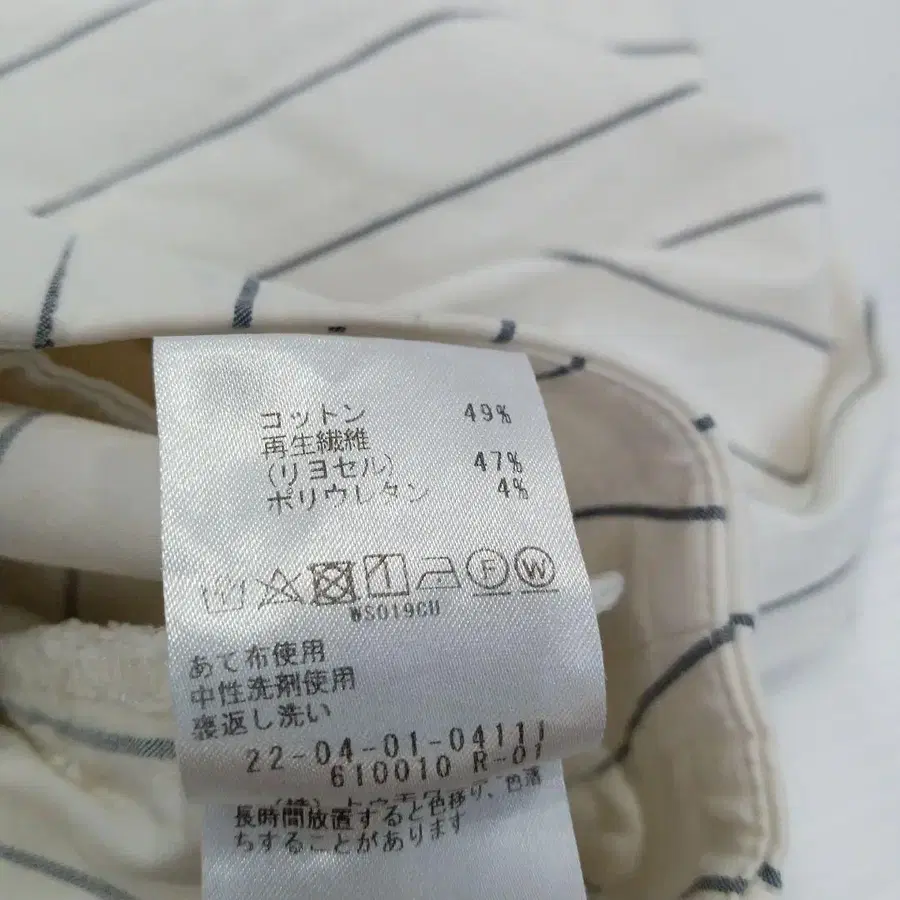 コットン 49%
再生繊維
(リヨセル) 47%
ポリウレタン 4%
F W
WS019CU
あて布使用
中性洗剤使用
裏返し洗い
22-04-01-04111
610010 R-01
色移り、色落
長時間放置すると
ちすることがあります